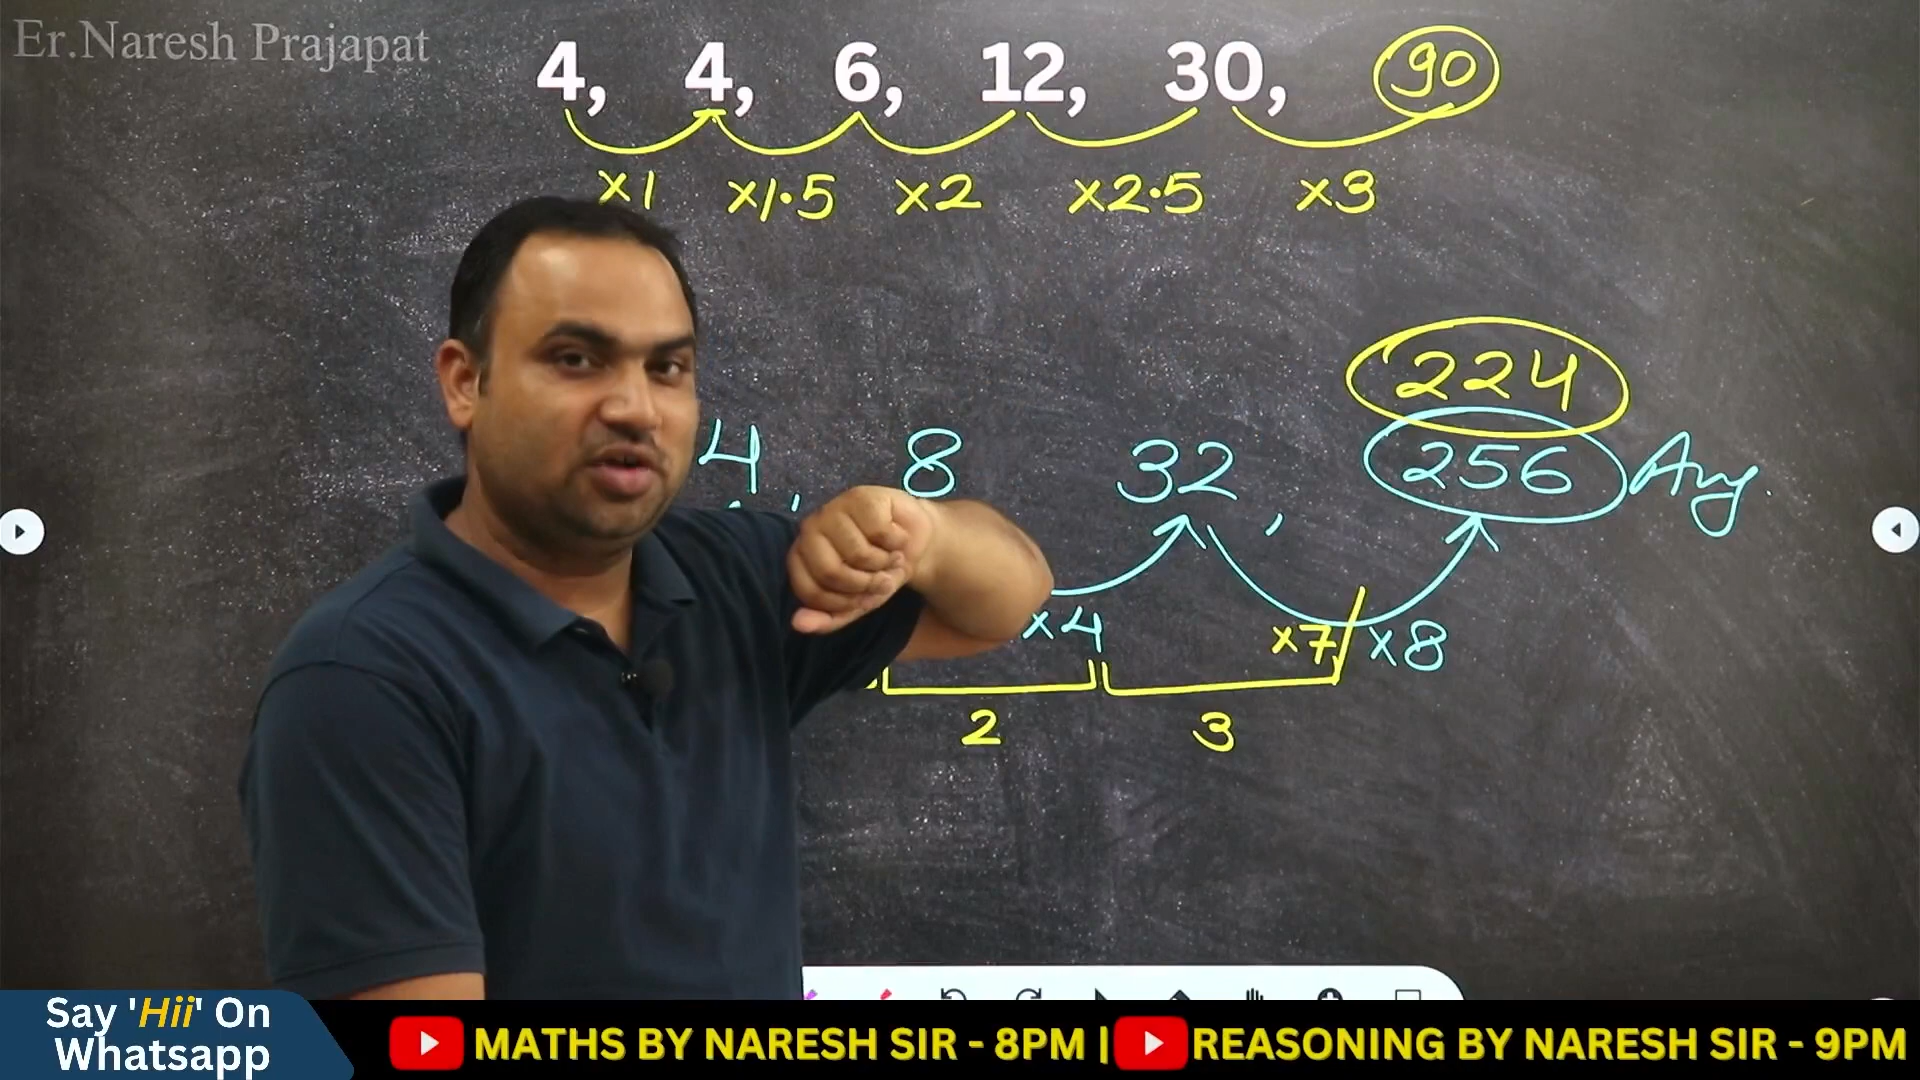 Er.Naresh Prajapat
4, 4, 6, 12, 30, 90
×1 ×1.5 ×2 ×2.5 ×3
224
4, 8 32, 256 Ans.
×4 ×7 ×8
2 3
Say 'Hii' On
Whatsapp
MATHS BY NARESH SIR - 8PM | REASONING BY NARESH SIR - 9PM